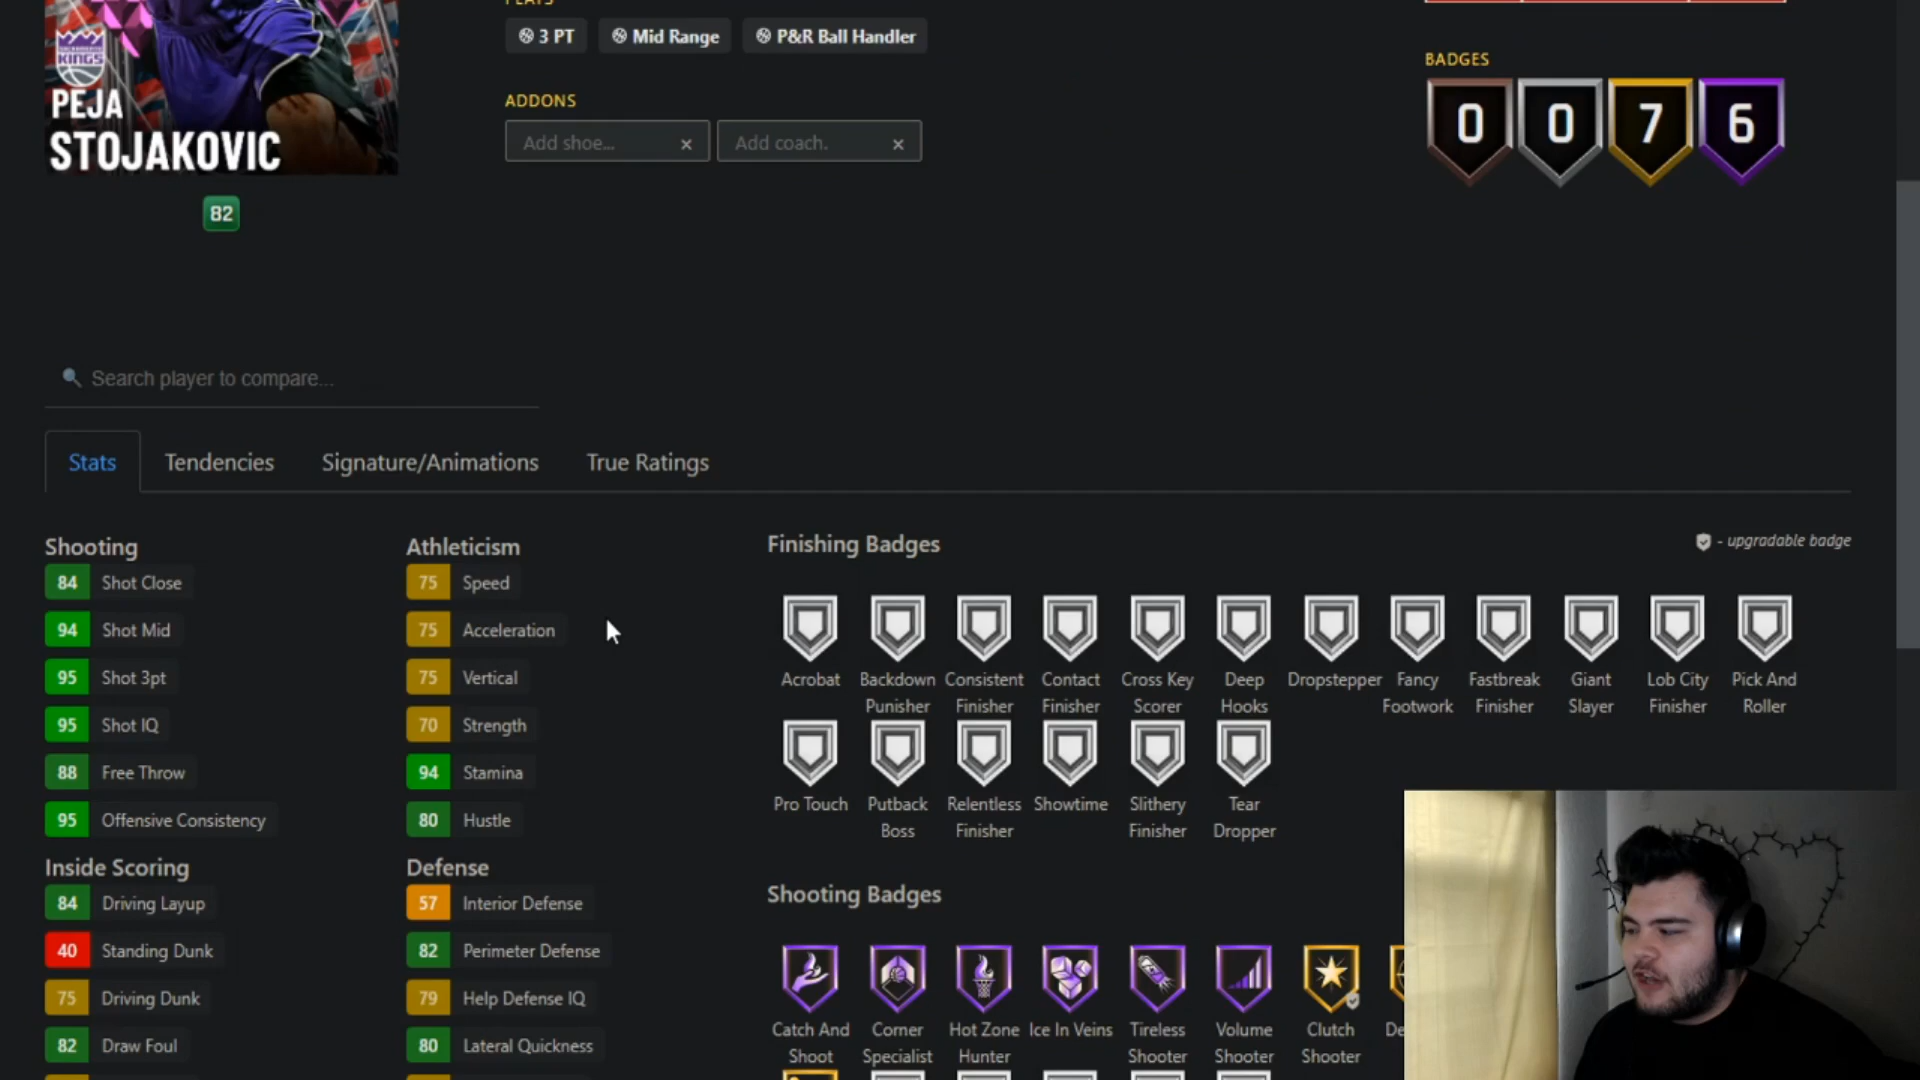 PLAYS
3 PT
Mid Range
P&R Ball Handler
BADGES
SACRAMENTO
KINGS
PEJA
STOJAKOVIC
82
ADDONS
Add shoe... ×
Add coach. ×
0 0 7 6
Search player to compare...
Stats Tendencies Signature/Animations True Ratings
Shooting
84 Shot Close
94 Shot Mid
95 Shot 3pt
95 Shot IQ
88 Free Throw
95 Offensive Consistency
Inside Scoring
84 Driving Layup
40 Standing Dunk
75 Driving Dunk
82 Draw Foul
Athleticism
75 Speed
75 Acceleration
75 Vertical
70 Strength
94 Stamina
80 Hustle
Defense
57 Interior Defense
82 Perimeter Defense
79 Help Defense IQ
80 Lateral Quickness
Finishing Badges
- upgradable badge
Acrobat
Backdown
Punisher
Consistent
Finisher
Contact
Finisher
Cross Key
Scorer
Deep
Hooks
Dropstepper
Fancy
Footwork
Fastbreak
Finisher
Giant
Slayer
Lob City
Finisher
Pick And
Roller
Pro Touch
Putback
Boss
Relentless
Finisher
Showtime
Slithery
Finisher
Tear
Dropper
Shooting Badges
Catch And
Shoot
Corner
Specialist
Hot Zone
Hunter
Ice In Veins
Tireless
Shooter
Volume
Shooter
Clutch
Shooter